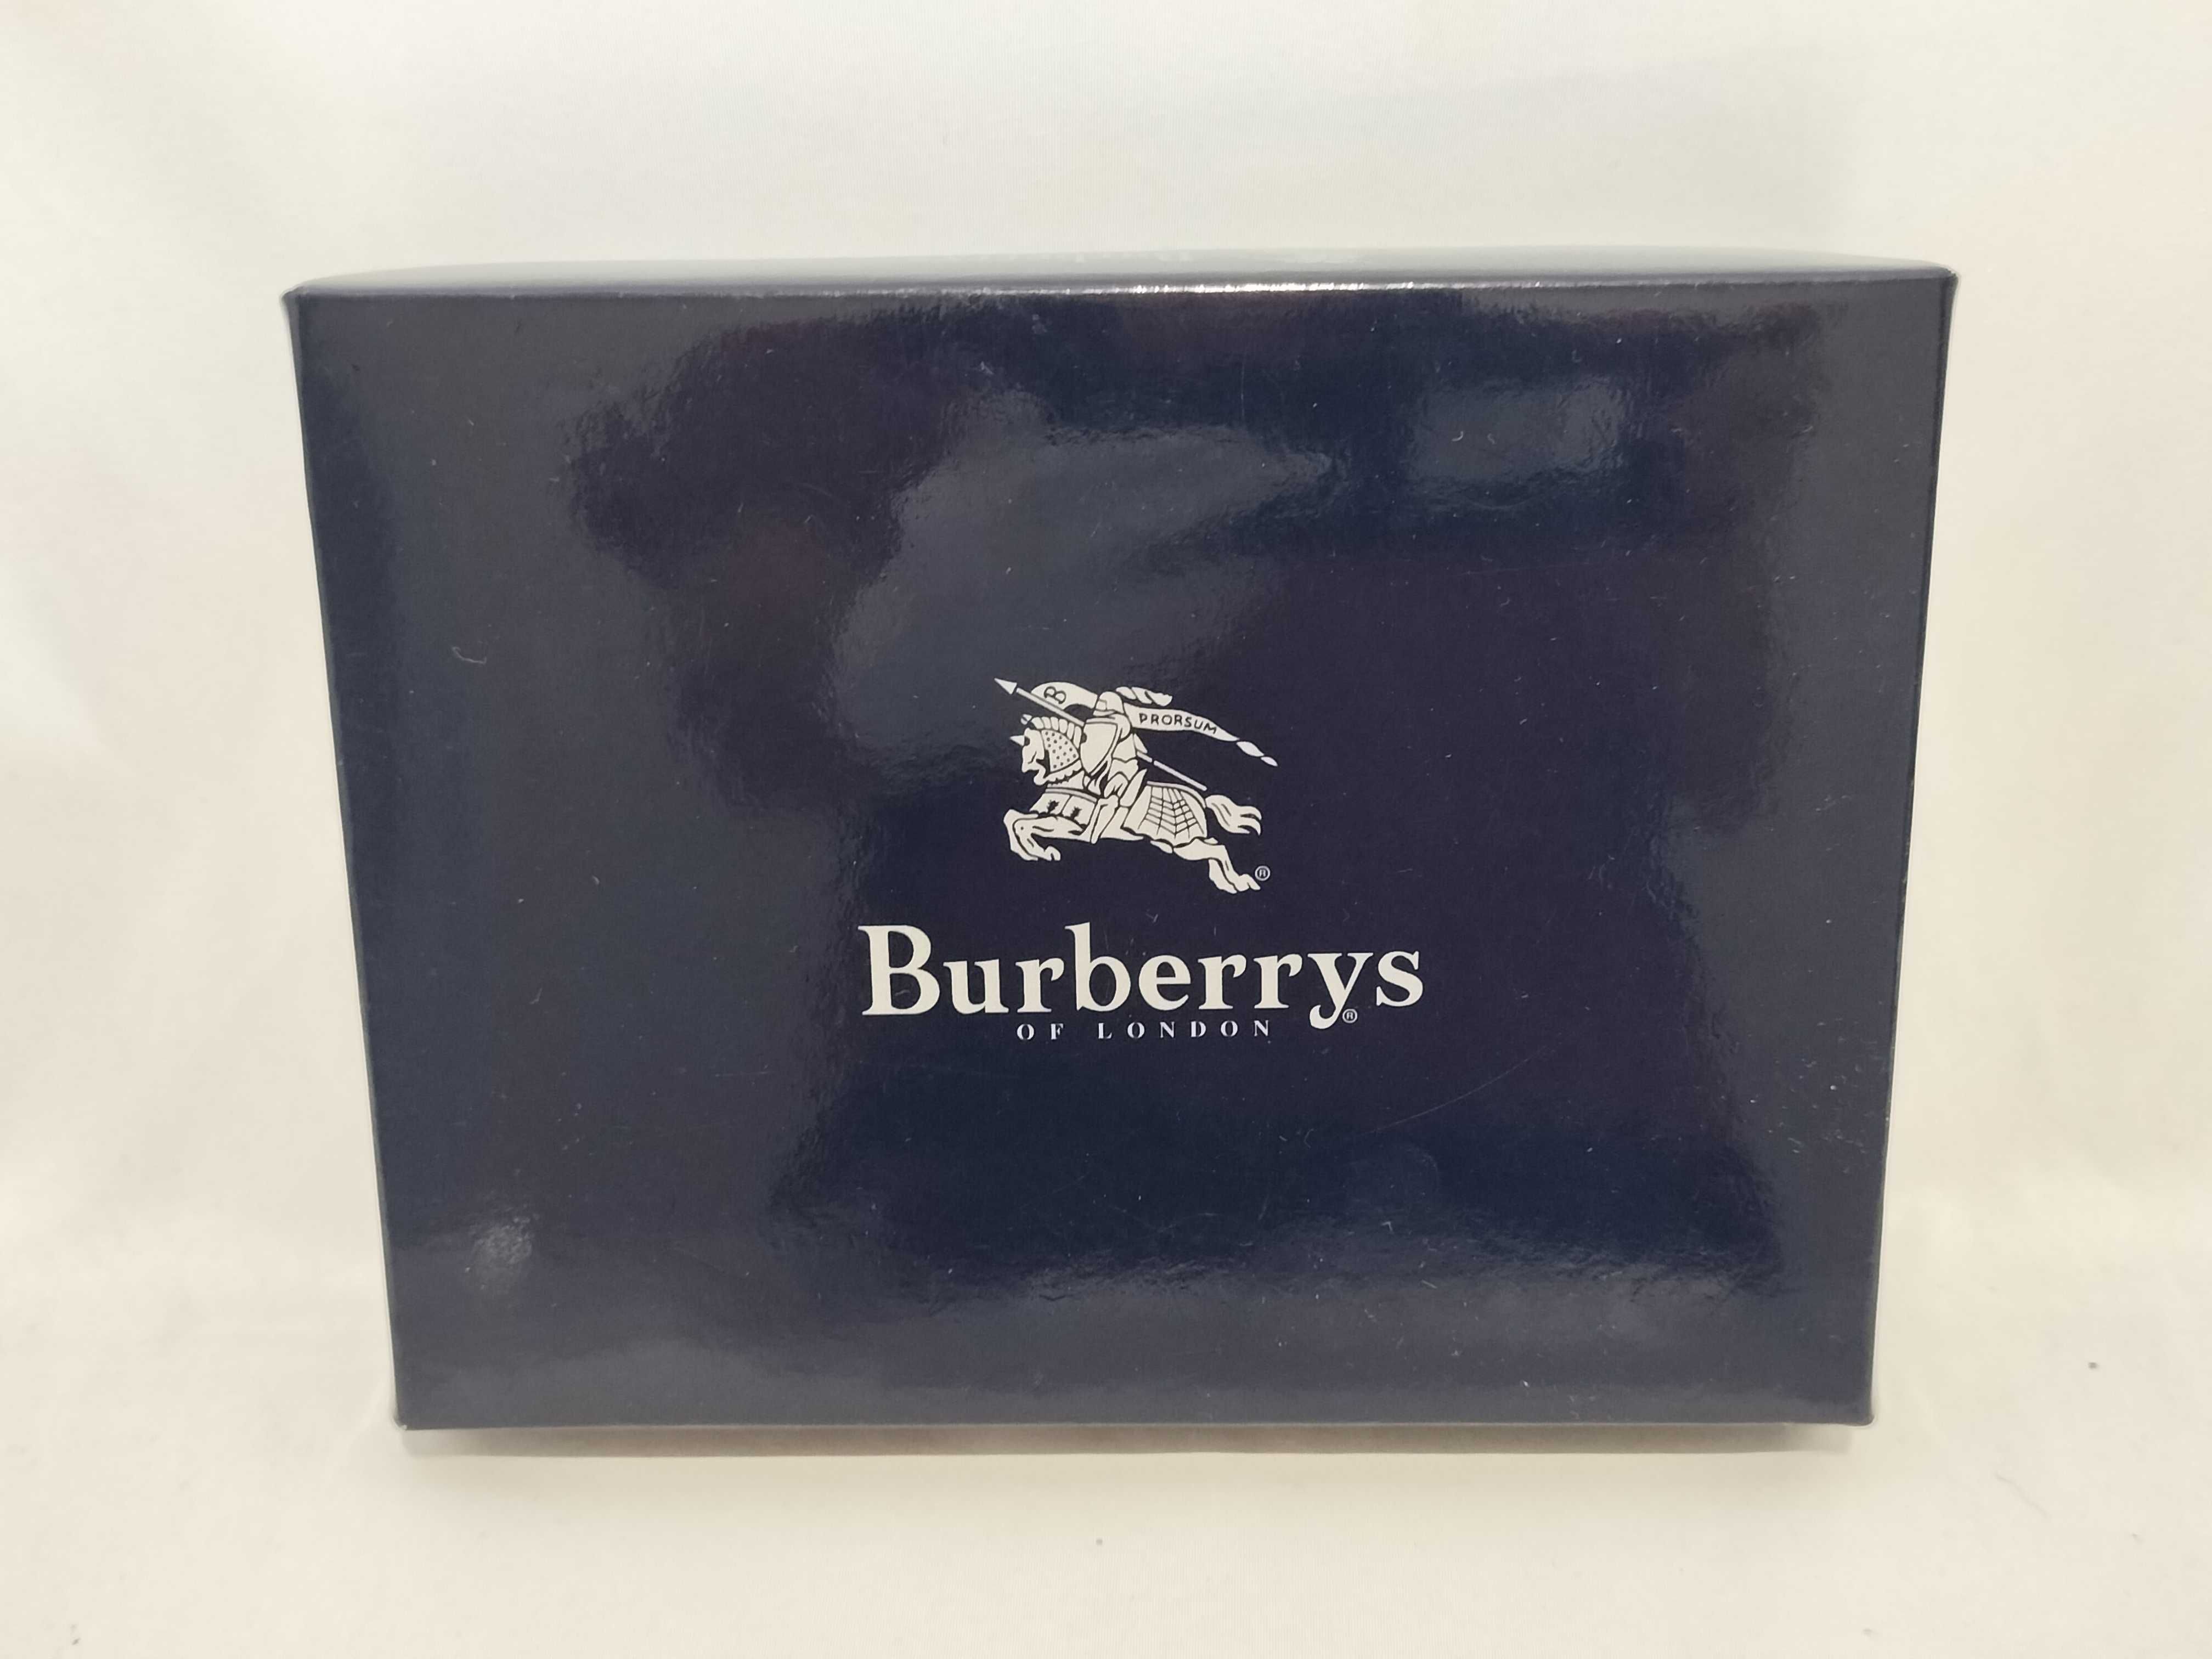 B
PRORSUM
®
Burberrys®
OF LONDON